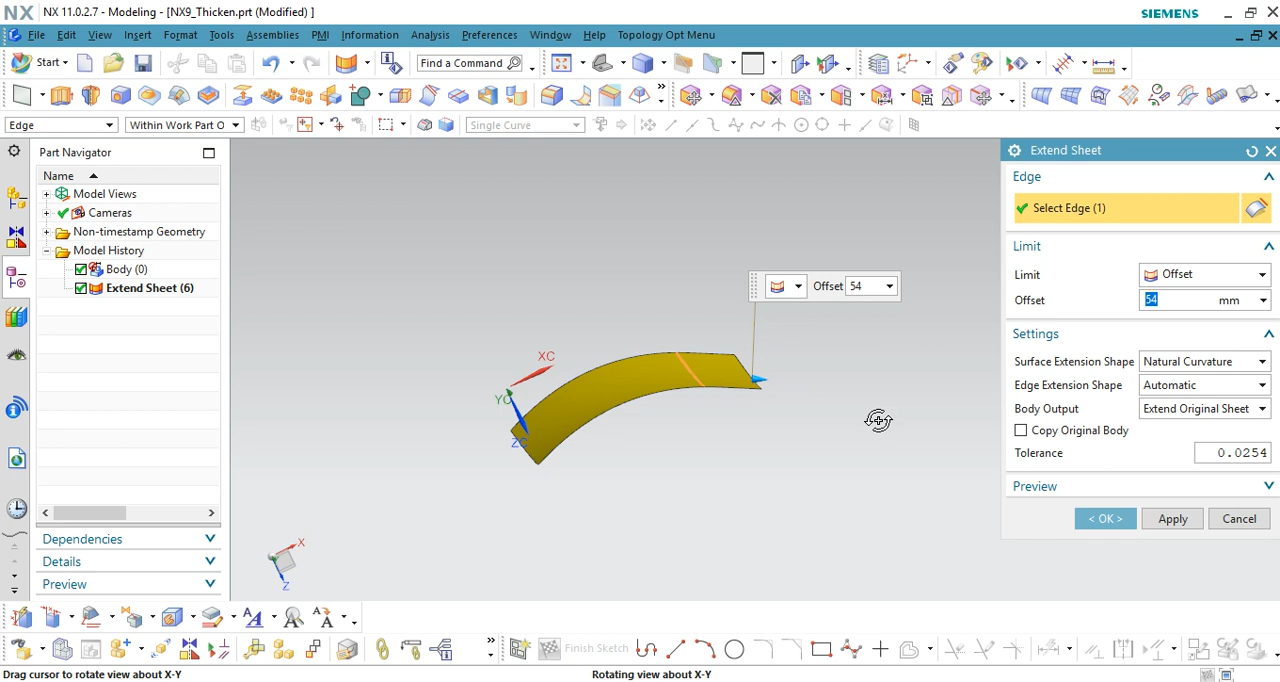 NX NX 11.0.2.7 - Modeling - [NX9_Thicken.prt (Modified) ] SIEMENS
File Edit View Insert Format Tools Assemblies PMI Information Analysis Preferences Window Help Topology Opt Menu
Start Find a Command
Edge Within Work Part O Single Curve
Part Navigator
Name
Model Views
Cameras
Non-timestamp Geometry
Model History
Body (0)
Extend Sheet (6)
Dependencies
Details
Preview
Offset 54
XC
YC
ZC
X
Z
Extend Sheet
Edge
Select Edge (1)
Limit
Limit Offset
Offset 54 mm
Settings
Surface Extension Shape Natural Curvature
Edge Extension Shape Automatic
Body Output Extend Original Sheet
Copy Original Body
Tolerance 0.0254
Preview
< OK > Apply Cancel
Finish Sketch
Drag cursor to rotate view about X-Y Rotating view about X-Y